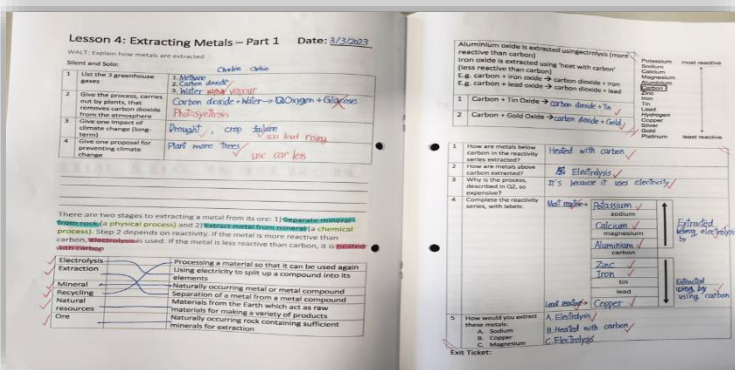 Lesson 4: Extracting Metals – Part 1 Date: 3/3/2023
WALT: Explain how metals are extracted
Silent and Solo:
1 List the 3 greenhouse gases
1. Methane
2. Carbon dioxide
3. Water vapour
2 Give the process, carries out by plants, that removes carbon dioxide from the atmosphere
Carbon dioxide + Water → Oxygen + Glucose
Photosynthesis
3 Give one impact of climate change (long-term)
Drought, crop failure
sea level rising
4 Give one proposal for preventing climate change
Plant more trees
use car less
There are two stages to extracting a metal from its ore: 1) Separate mineral
from rock (a physical process) and 2) Extract metal from mineral (a chemical
process). Step 2 depends on reactivity. If the metal is more reactive than
carbon, electrolysis is used. If the metal is less reactive than carbon, it is heated
with carbon
Electrolysis
Extraction
Mineral
Recycling
Natural
resources
Ore
Processing a material so that it can be used again
Using electricity to split up a compound into its
elements
Naturally occurring metal or metal compound
Separation of a metal from a metal compound
Materials from the Earth which act as raw
materials for making a variety of products
Naturally occurring rock containing sufficient
minerals for extraction
Aluminium oxide is extracted using electrolysis (more
reactive than carbon)
Iron oxide is extracted using 'heat with carbon'
(less reactive than carbon)
E.g. carbon + iron oxide → carbon dioxide + iron
E.g. carbon + lead oxide → carbon dioxide + lead
1 Carbon + Tin Oxide → carbon dioxide + Tin
2 Carbon + Gold Oxide → carbon dioxide + Gold
Potassium most reactive
Sodium
Calcium
Magnesium
Aluminium
Carbon
Zinc
Iron
Tin
Lead
Hydrogen
Copper
Silver
Gold
Platinum least reactive
1 How are metals below carbon in the reactivity series extracted?
Heated with carbon
2 How are metals above carbon extracted?
Electrolysis
3 Why is the process, described in Q2, so expensive?
It's because it uses electricity
4 Complete the reactivity series, with labels:
Most reactive → Potassium
sodium
Calcium
magnesium
Aluminium
carbon
Zinc
Iron
tin
lead
Least reactive → Copper
Extracted
using electrolysis
by
Extracted
using by
using carbon
5 How would you extract these metals:
A. Sodium
B. Copper
C. Magnesium
A. Electrolysis
B. Heated with carbon
C. Electrolysis
Exit Ticket: